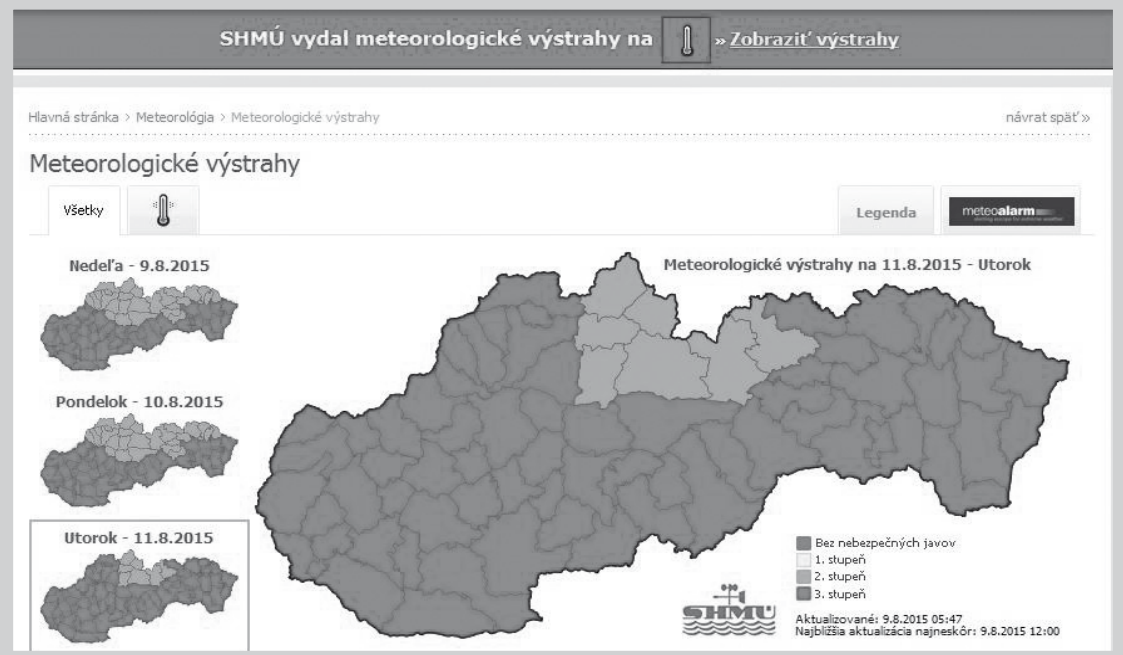 SHMÚ vydal meteorologické výstrahy na » Zobraziť výstrahy
Hlavná stránka > Meteorológia > Meteorologické výstrahy
návrat späť »
Meteorologické výstrahy
Všetky
Legenda
meteoalarm
Nedeľa - 9.8.2015
Pondelok - 10.8.2015
Utorok - 11.8.2015
Meteorologické výstrahy na 11.8.2015 - Utorok
Bez nebezpečných javov
1. stupeň
2. stupeň
3. stupeň
SHMÚ
Aktualizované: 9.8.2015 05:47
Najbližšia aktualizácia najneskôr: 9.8.2015 12:00